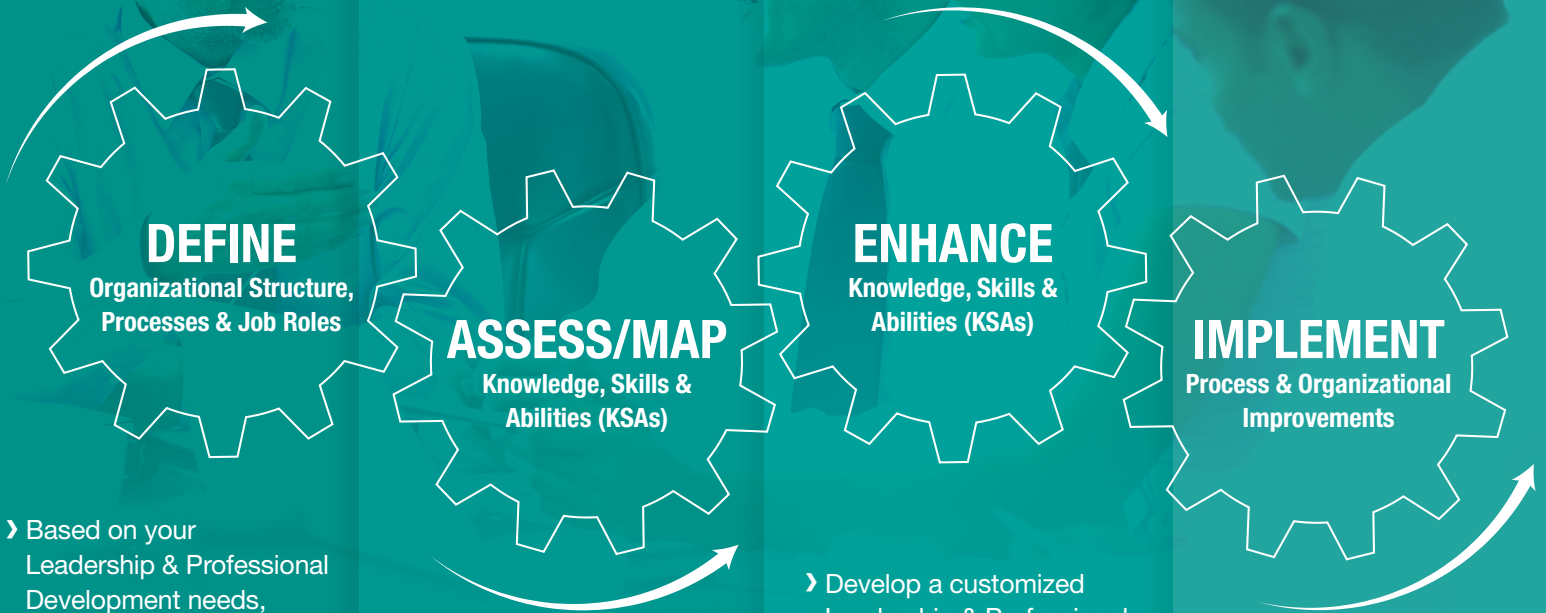 DEFINE
Organizational Structure,
Processes & Job Roles
ASSESS/MAP
Knowledge, Skills &
Abilities (KSAs)
ENHANCE
Knowledge, Skills &
Abilities (KSAs)
IMPLEMENT
Process & Organizational
Improvements
› Based on your
Leadership & Professional
Development needs,
› Develop a customized